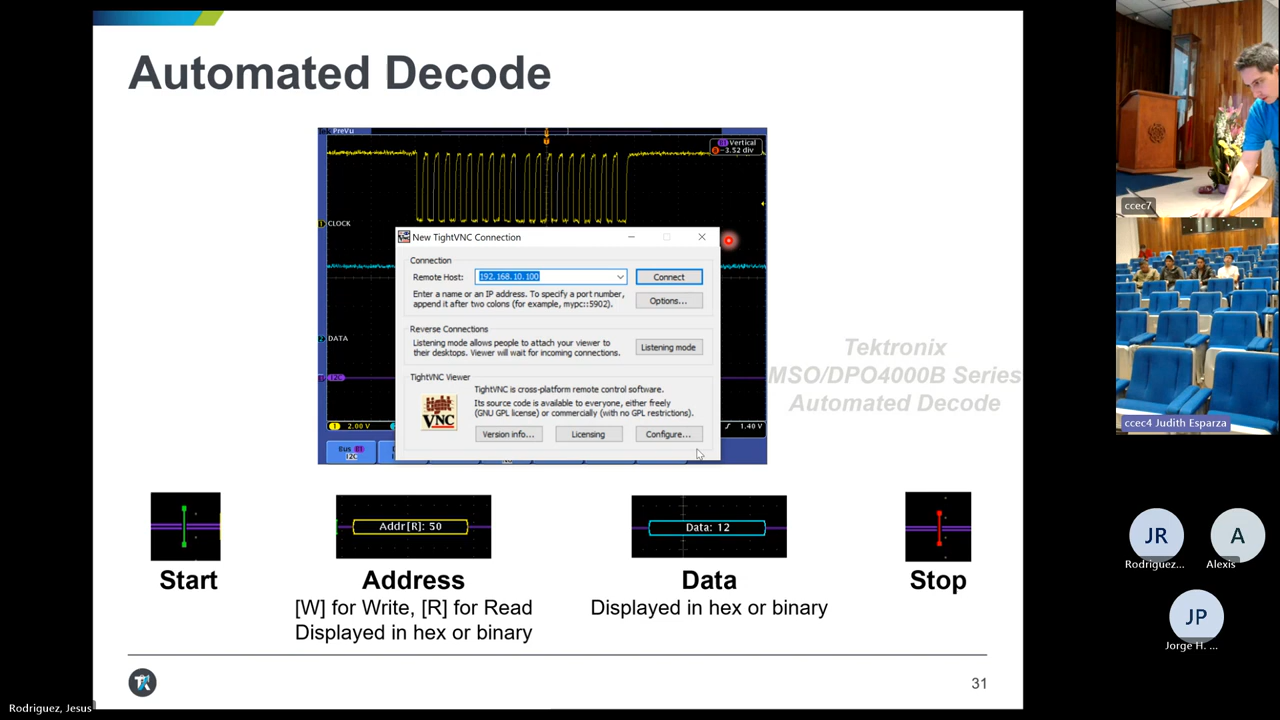 Automated Decode
PreVu
Vertical
-3.52 div
CLOCK
DATA
I2C
1 2.00 V
1.40 V
Bus B1
I2C
New TightVNC Connection
Connection
Remote Host:
192.168.10.100
Connect
Enter a name or an IP address. To specify a port number,
append it after two colons (for example, mypc::5902).
Options...
Reverse Connections
Listening mode allows people to attach your viewer to
their desktops. Viewer will wait for incoming connections.
Listening mode
TightVNC Viewer
tight
VNC
TightVNC is cross-platform remote control software.
Its source code is available to everyone, either freely
(GNU GPL license) or commercially (with no GPL restrictions).
Version info...
Licensing
Configure...
Tektronix
MSO/DPO4000B Series
Automated Decode
Addr[R]: 50
Data: 12
Start
Address
[W] for Write, [R] for Read
Displayed in hex or binary
Data
Displayed in hex or binary
Stop
31
Rodriguez, Jesus
ccec7
ccec4 Judith Esparza
JR
Rodriguez...
A
Alexis
JP
Jorge H. ...